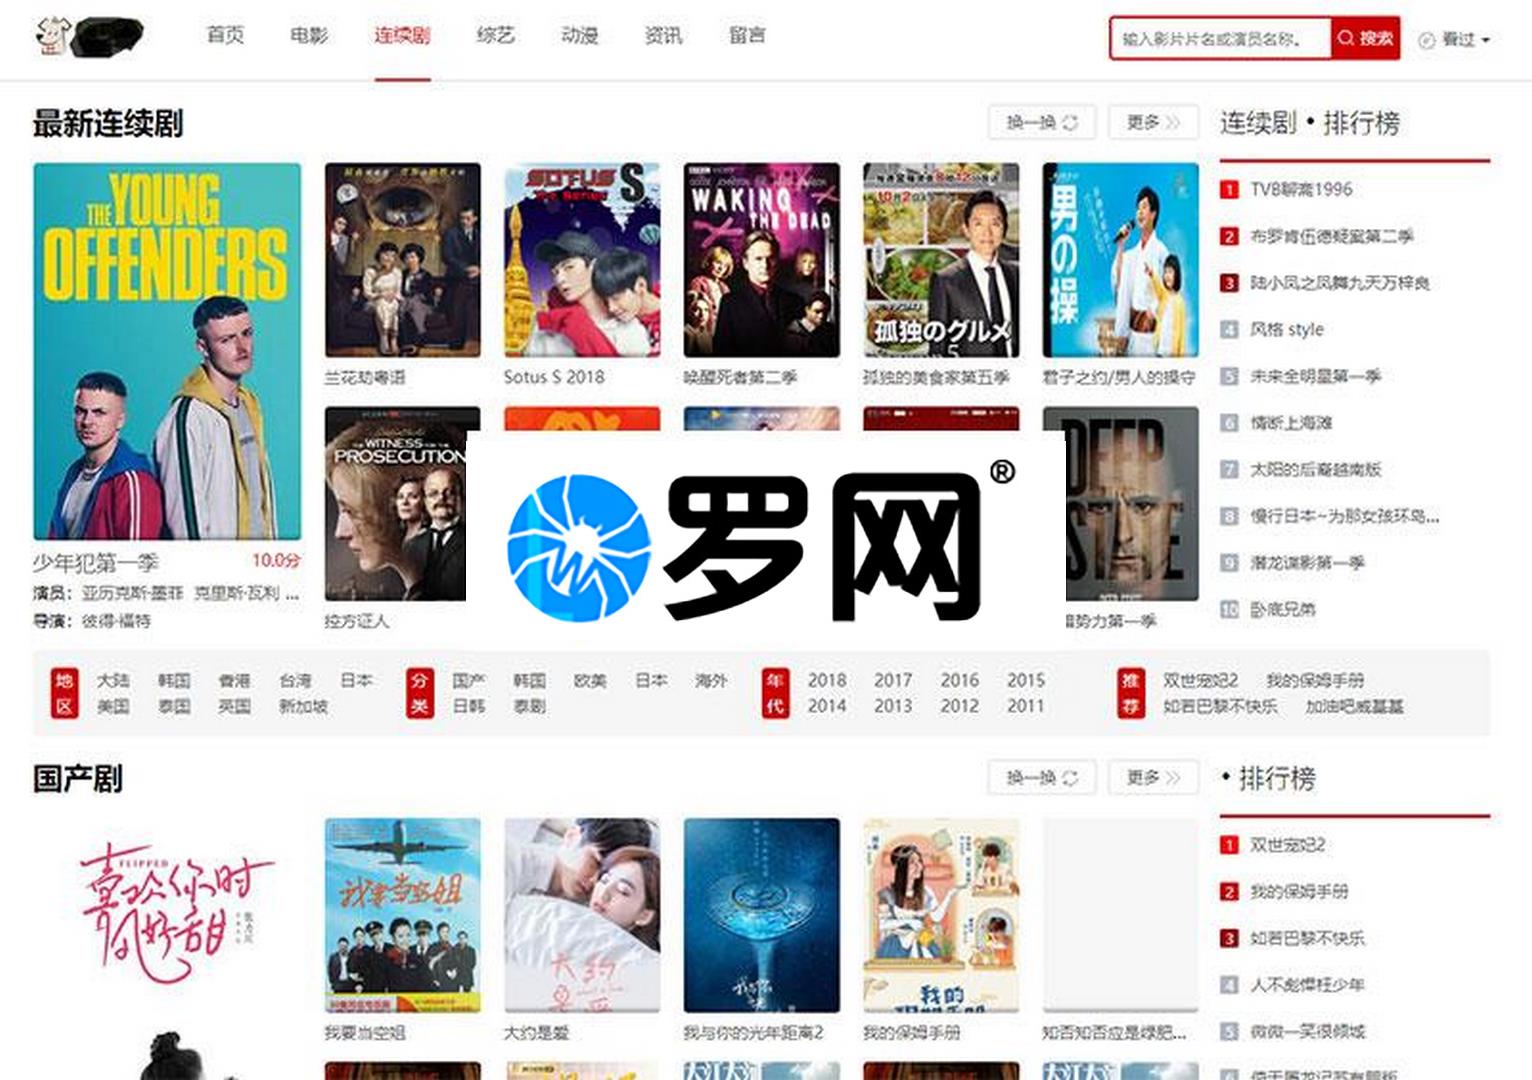 首页 电影 连续剧 综艺 动漫 资讯 留言
输入影片片名或演员名称。 搜索 看过
最新连续剧 换一换 更多 连续剧·排行榜
THE YOUNG
OFFENDERS
SOTUS S
The Series
WAKING
THE DEAD
孤独のグルメ
男の操
兰花劫粤语
Sotus S 2018
唤醒死者第二季
孤独的美食家第五季
君子之约/男人的操守
WITNESS FOR THE
PROSECUTION
DEEP
STATE
罗网 ®
少年犯第一季 10.0分
演员：亚历克斯·墨菲 克里斯·瓦利 ...
导演：彼得·福特
控方证人
势力第一季
1 TVB聊斋1996
2 布罗肯伍德疑案第二季
3 陆小凤之凤舞九天万梓良
4 风格 style
5 未来全明星第一季
6 情断上海滩
7 太阳的后裔越南版
8 慢行日本~为那女孩环岛...
9 潜龙谍影第一季
10 卧底兄弟
地区 大陆 韩国 香港 台湾 日本
美国 泰国 英国 新加坡
分类 国产 韩国 欧美 日本 海外
日韩 泰剧
年代 2018 2017 2016 2015
2014 2013 2012 2011
推荐 双世宠妃2 我的保姆手册
如若巴黎不快乐 加油吧威基基
国产剧 换一换 更多 ·排行榜
FLIPPED
喜欢你时
风好甜
我要当空姐
大约
是爱
我的
我要当空姐
大约是爱
我与你的光年距离2
我的保姆手册
知否知否应是绿肥...
1 双世宠妃2
2 我的保姆手册
3 如若巴黎不快乐
4 人不彪悍枉少年
5 微微一笑很倾城